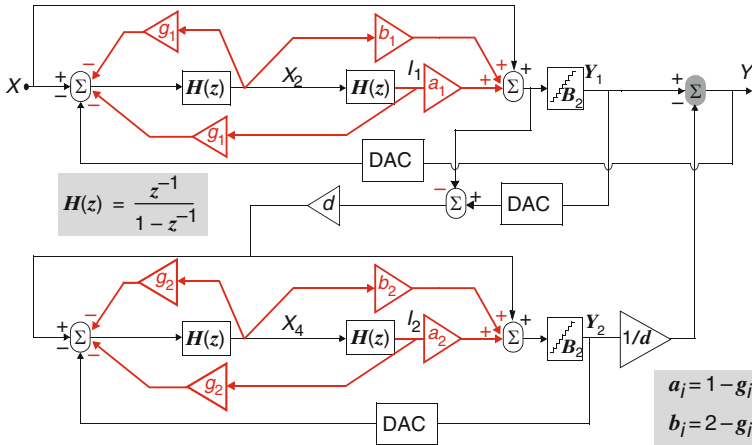 g1
b1
X
Σ
H(z)
X2
H(z)
I1
a1
Σ
B2
Y1
Σ
Y
g1
DAC
H(z) = z−1 / 1 − z−1
d
Σ
DAC
g2
b2
Σ
H(z)
X4
H(z)
I2
a2
Σ
B2
Y2
1/d
g2
DAC
ai = 1 − gi
bi = 2 − gi